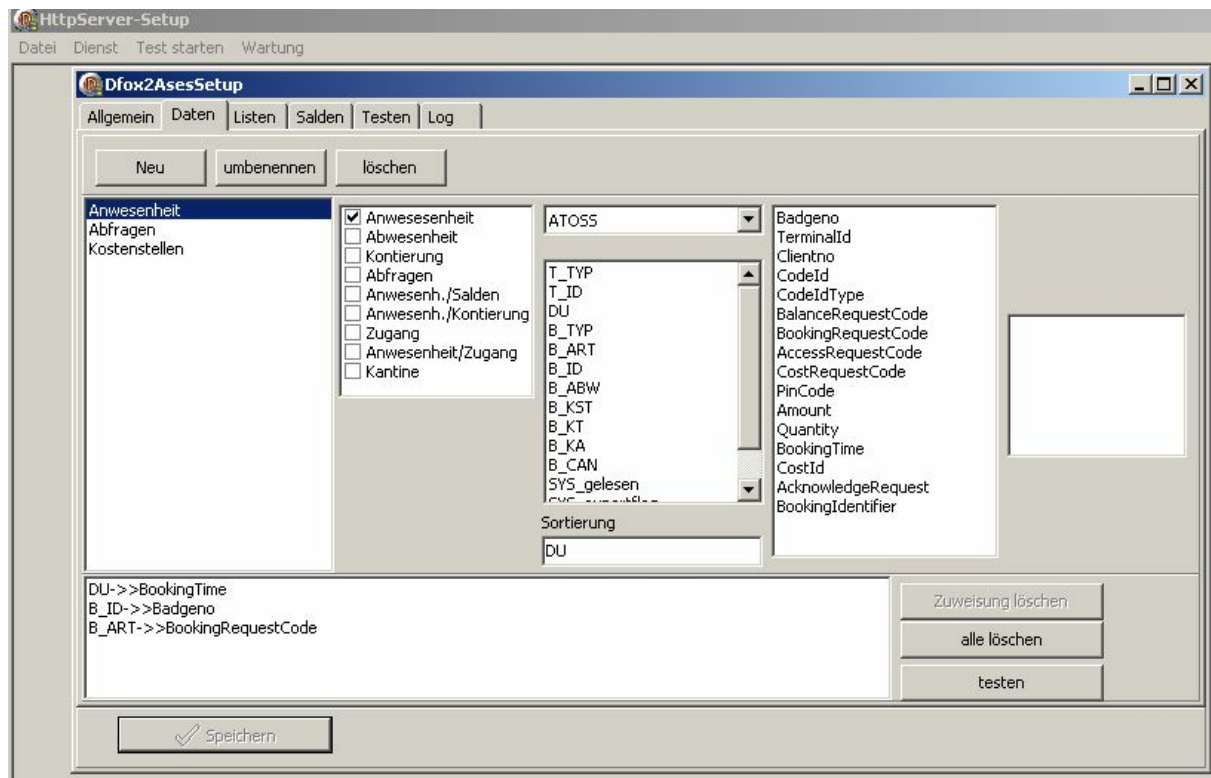 HttpServer-Setup
Datei Dienst Test starten Wartung
Dfox2AsesSetup
Allgemein Daten Listen Salden Testen Log
Neu umbenennen löschen
Anwesenheit
Abfragen
Kostenstellen
Anwesesenheit
Abwesenheit
Kontierung
Abfragen
Anwesenh./Salden
Anwesenh./Kontierung
Zugang
Anwesenheit/Zugang
Kantine
ATOSS
T_TYP
T_ID
DU
B_TYP
B_ART
B_ID
B_ABW
B_KST
B_KT
B_KA
B_CAN
SYS_gelesen
Sortierung
DU
Badgeno
TerminalId
Clientno
CodeId
CodeIdType
BalanceRequestCode
BookingRequestCode
AccessRequestCode
CostRequestCode
PinCode
Amount
Quantity
BookingTime
CostId
AcknowledgeRequest
BookingIdentifier
DU->>BookingTime
B_ID->>Badgeno
B_ART->>BookingRequestCode
Zuweisung löschen
alle löschen
testen
Speichern